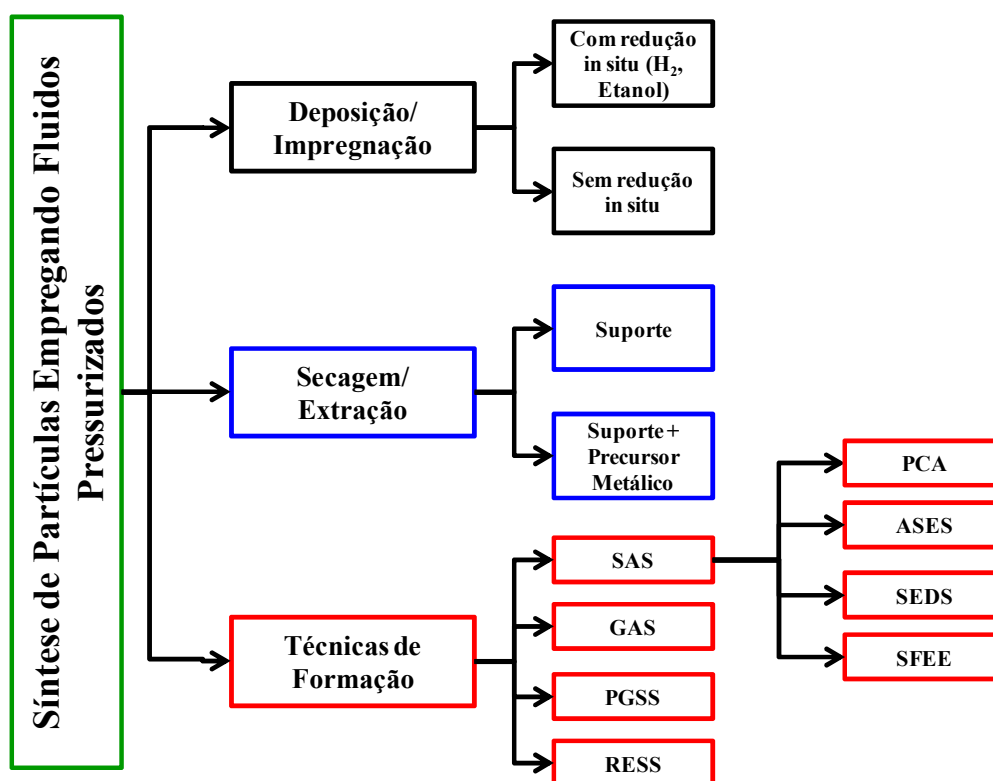 Síntese de Partículas Empregando Fluidos
Pressurizados
Deposição/
Impregnação
Com redução
in situ (H₂,
Etanol)
Sem redução
in situ
Secagem/
Extração
Suporte
Suporte +
Precursor
Metálico
Técnicas de
Formação
SAS
GAS
PGSS
RESS
PCA
ASES
SEDS
SFEE